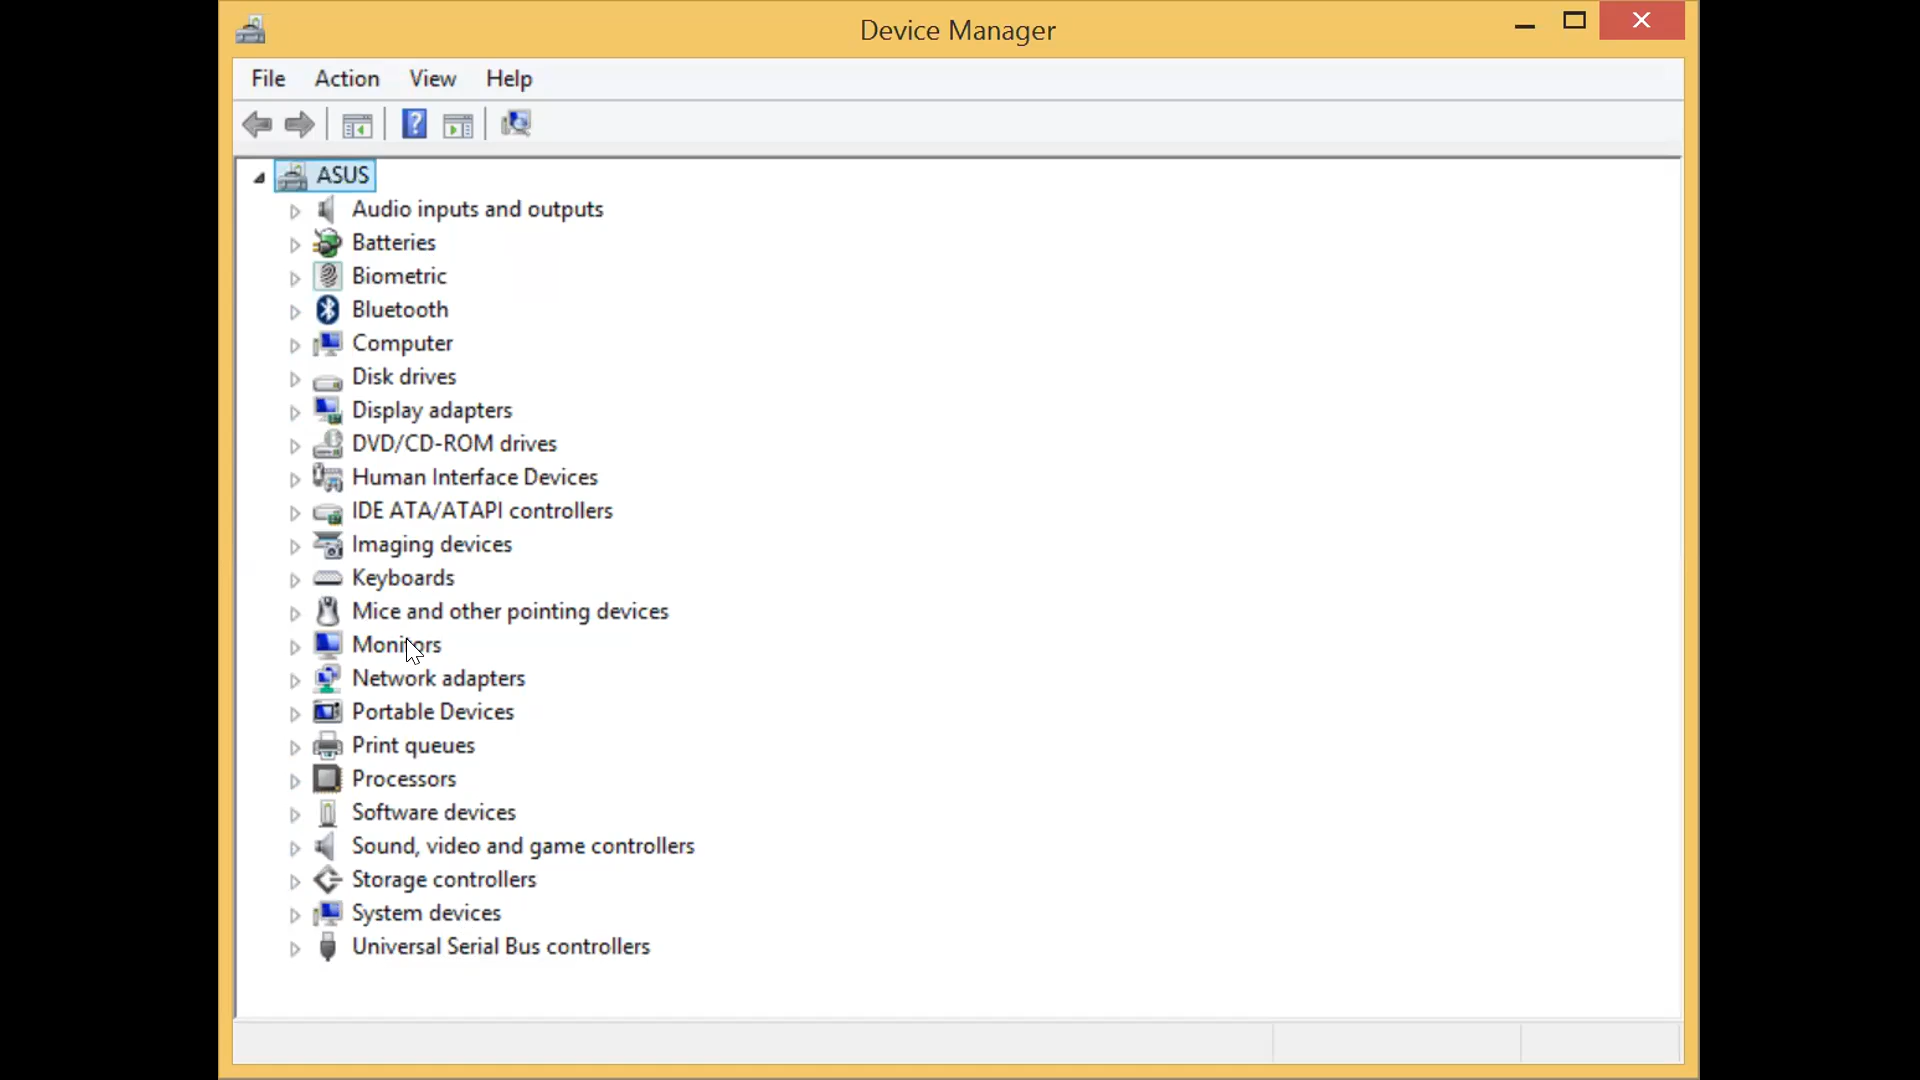 Device Manager
File Action View Help
ASUS
Audio inputs and outputs
Batteries
Biometric
Bluetooth
Computer
Disk drives
Display adapters
DVD/CD-ROM drives
Human Interface Devices
IDE ATA/ATAPI controllers
Imaging devices
Keyboards
Mice and other pointing devices
Monitors
Network adapters
Portable Devices
Print queues
Processors
Software devices
Sound, video and game controllers
Storage controllers
System devices
Universal Serial Bus controllers